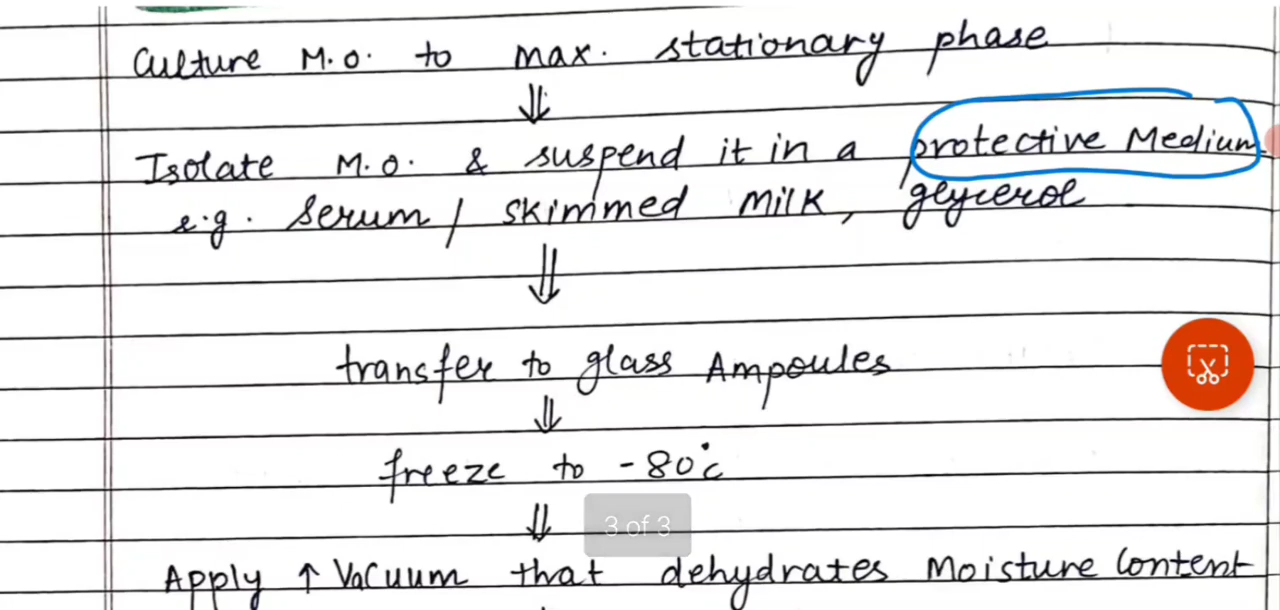 Culture M.O. to max. stationary phase
⇓
Isolate M.O. & suspend it in a protective Medium
e.g. serum / skimmed milk, glycerol
⇓
transfer to glass Ampoules
⇓
freeze to -80°c
⇓
3 of 3
Apply ↑ Vacuum that dehydrates Moisture Content